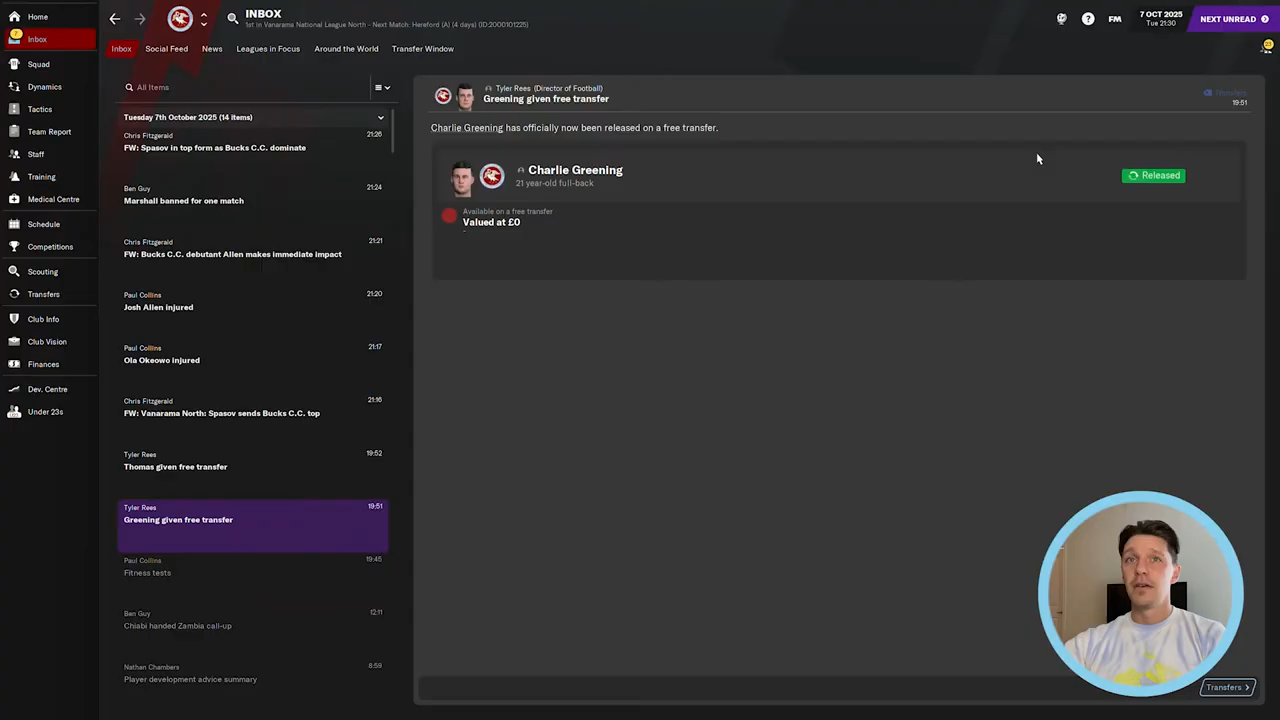 Home
7
Inbox
Squad
Dynamics
Tactics
Team Report
Staff
Training
Medical Centre
Schedule
Competitions
Scouting
Transfers
Club Info
Club Vision
Finances
Dev. Centre
Under 23s
INBOX
1st in Vanarama National League North - Next Match: Hereford (A) (4 days) (ID:2000101225)
FM
7 OCT 2025
Tue 21:30
NEXT UNREAD
Inbox
Social Feed
News
Leagues in Focus
Around the World
Transfer Window
All Items
Tuesday 7th October 2025 (14 items)
Chris Fitzgerald 21:26
FW: Spasov in top form as Bucks C.C. dominate
Ben Guy 21:24
Marshall banned for one match
Chris Fitzgerald 21:21
FW: Bucks C.C. debutant Allen makes immediate impact
Paul Collins 21:20
Josh Allen injured
Paul Collins 21:17
Ola Okeowo injured
Chris Fitzgerald 21:16
FW: Vanarama North: Spasov sends Bucks C.C. top
Tyler Rees 19:52
Thomas given free transfer
Tyler Rees 19:51
Greening given free transfer
Paul Collins 19:45
Fitness tests
Ben Guy 12:11
Chiabi handed Zambia call-up
Nathan Chambers 8:59
Player development advice summary
Tyler Rees (Director of Football)
Greening given free transfer
Transfers
19:51
Charlie Greening has officially now been released on a free transfer.
Charlie Greening
21 year-old full-back
Released
Available on a free transfer
Valued at £0
-
Transfers >